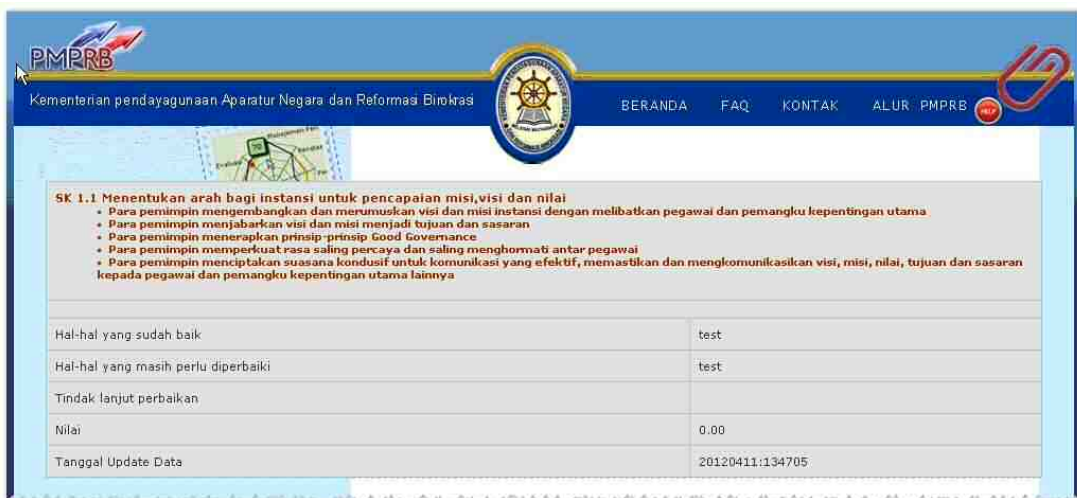 PMPRB
Kementerian pendayagunaan Aparatur Negara dan Reformasi Birokrasi
BERANDA FAQ KONTAK ALUR PMPRB HELP
SK 1.1 Menentukan arah bagi instansi untuk pencapaian misi,visi dan nilai
• Para pemimpin mengembangkan dan merumuskan visi dan misi instansi dengan melibatkan pegawai dan pemangku kepentingan utama
• Para pemimpin menjabarkan visi dan misi menjadi tujuan dan sasaran
• Para pemimpin menerapkan prinsip-prinsip Good Governance
• Para pemimpin memperkuat rasa saling percaya dan saling menghormati antar pegawai
• Para pemimpin menciptakan suasana kondusif untuk komunikasi yang efektif, memastikan dan mengkomunikasikan visi, misi, nilai, tujuan dan sasaran
kepada pegawai dan pemangku kepentingan utama lainnya
Hal-hal yang sudah baik test
Hal-hal yang masih perlu diperbaiki test
Tindak lanjut perbaikan
Nilai 0.00
Tanggal Update Data 20120411:134705